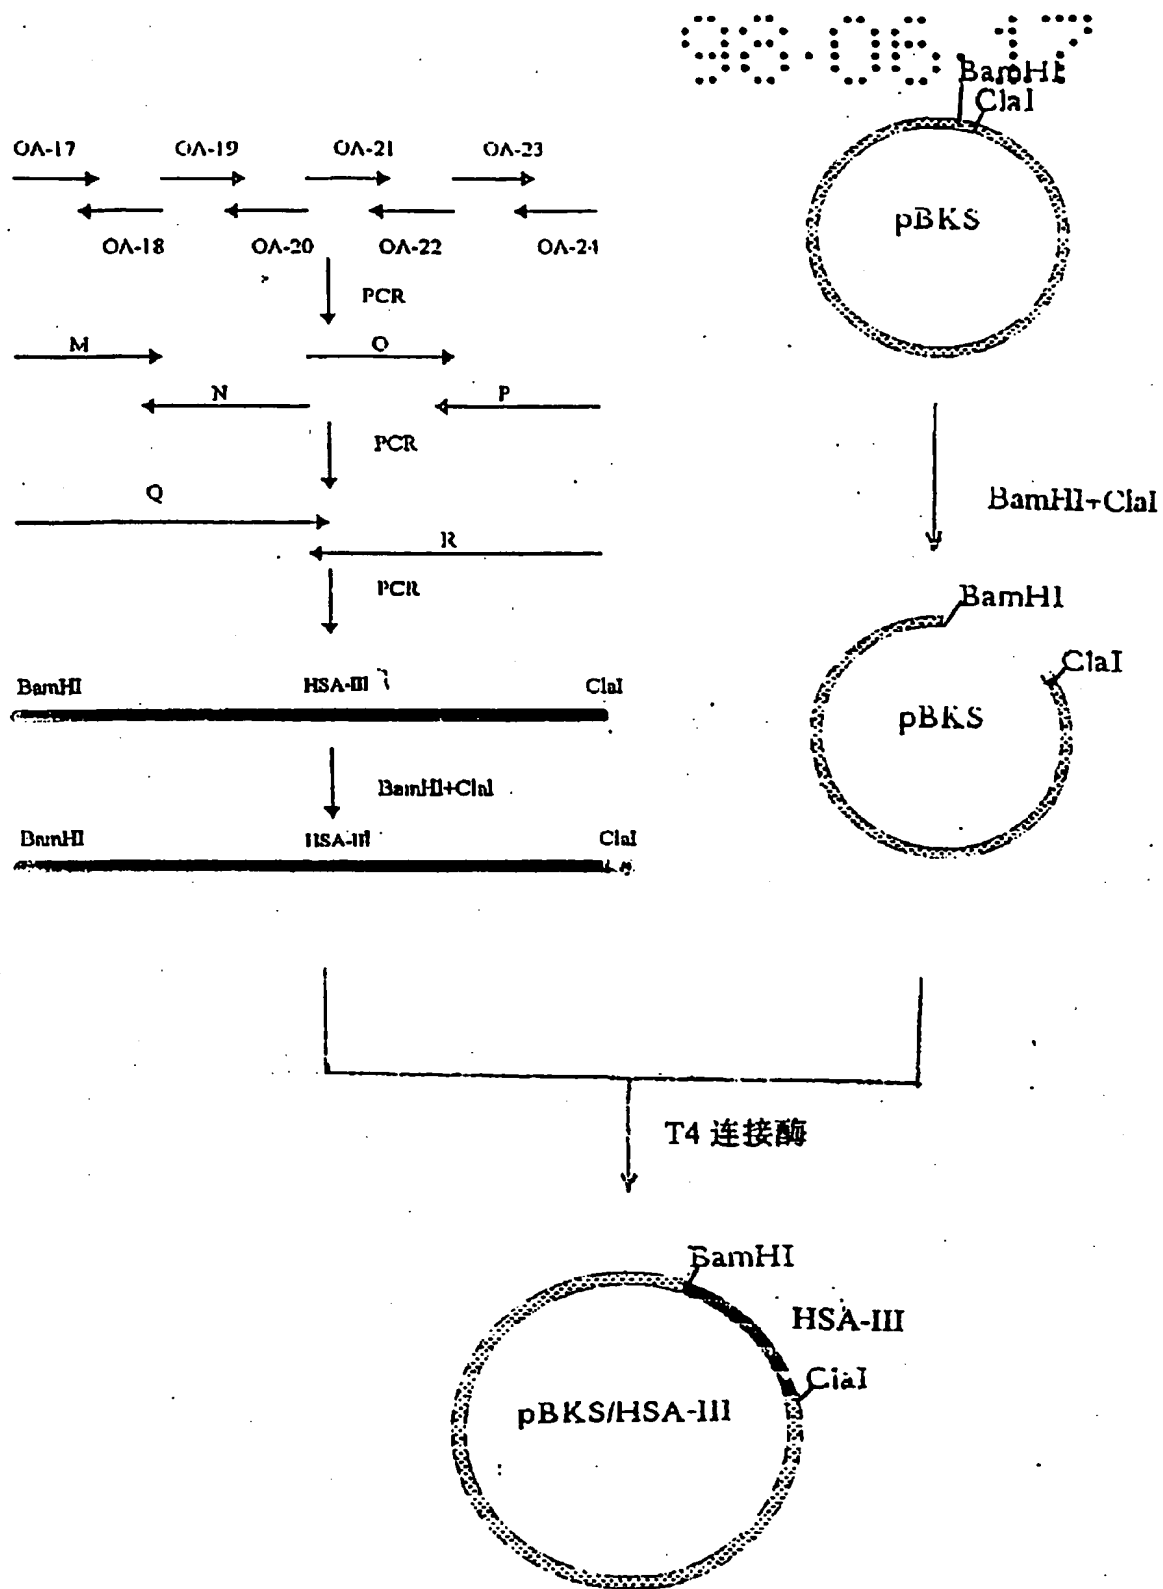 98·06·17
OA-17 OA-19 OA-21 OA-23
OA-18 OA-20 OA-22 OA-24
PCR
M O
N P
PCR
Q
R
PCR
BamHI HSA-III ClaI
BamHI+ClaI
BamHI HSA-III ClaI
BamHI
ClaI
pBKS
BamHI+ClaI
BamHI
ClaI
pBKS
T4 连接酶
BamHI
HSA-III
ClaI
pBKS/HSA-III